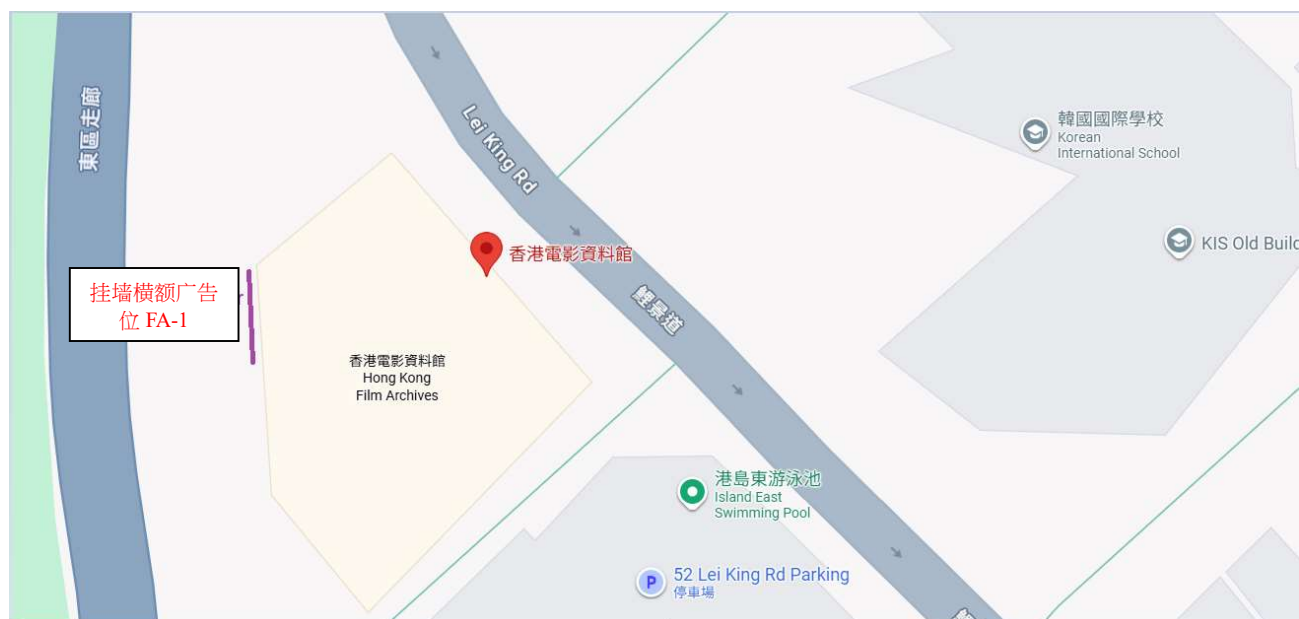 東區走廊
Lei King Rd
韓國國際學校
Korean
International School
KIS Old Build
香港電影資料館
挂墙横额广告
位 FA-1
鯉景道
香港電影資料館
Hong Kong
Film Archives
港島東游泳池
Island East
Swimming Pool
P
52 Lei King Rd Parking
停車場
鯉